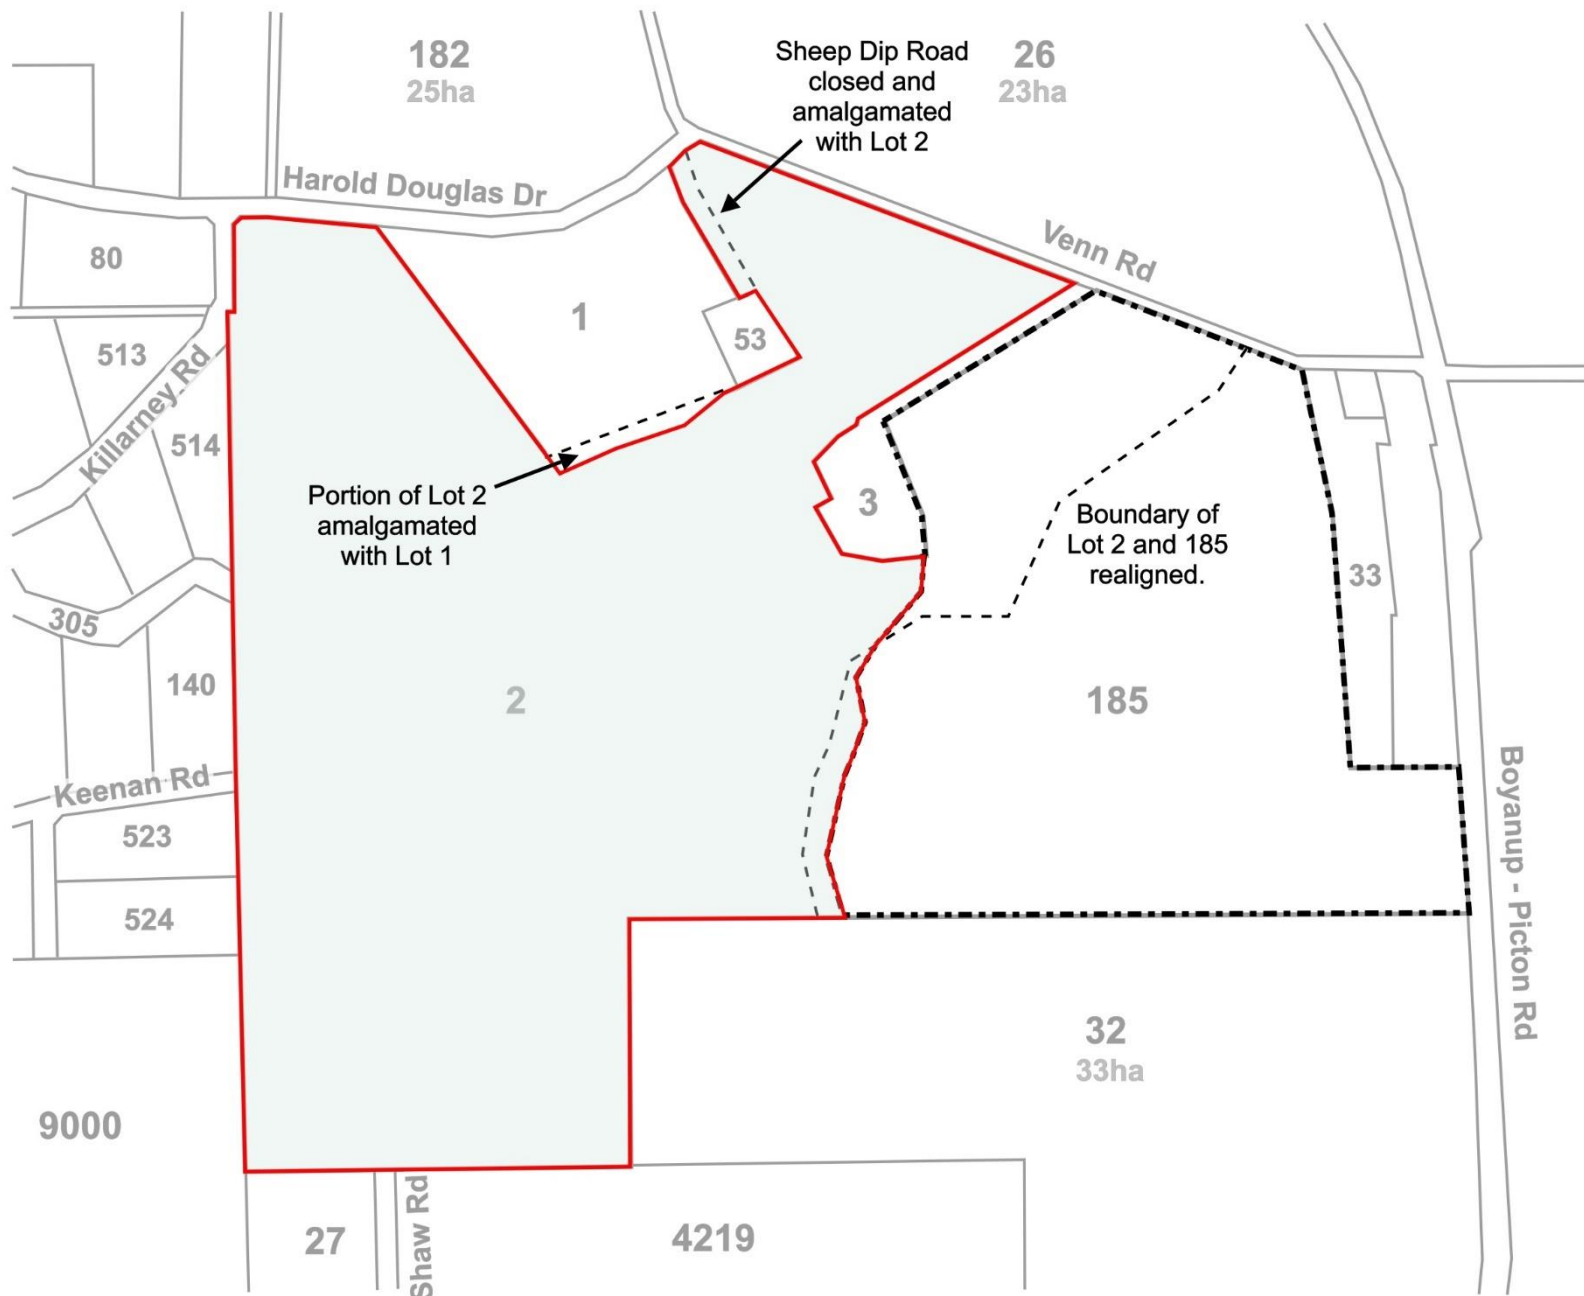 182
25ha
Sheep Dip Road
closed and
amalgamated
with Lot 2
26
23ha
Harold Douglas Dr
Venn Rd
80
1
53
513
Killarney Rd
514
Portion of Lot 2
amalgamated
with Lot 1
3
Boundary of
Lot 2 and 185
realigned.
33
305
140
2
185
Keenan Rd
523
524
Boyanup - Picton Rd
32
33ha
9000
27
Shaw Rd
4219